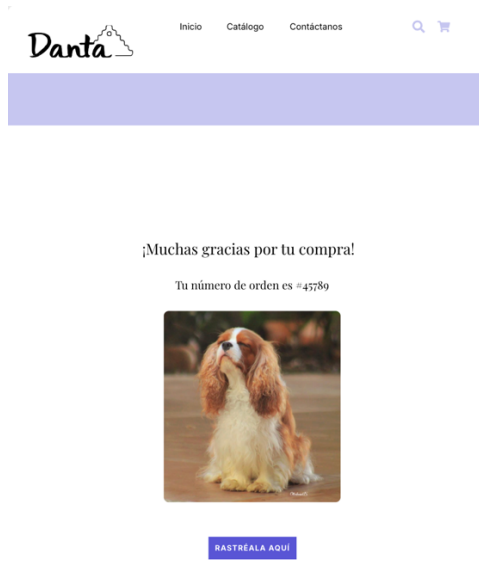 Danta
Inicio Catálogo Contáctanos
¡Muchas gracias por tu compra!
Tu número de orden es #45789
RASTRÉALA AQUÍ